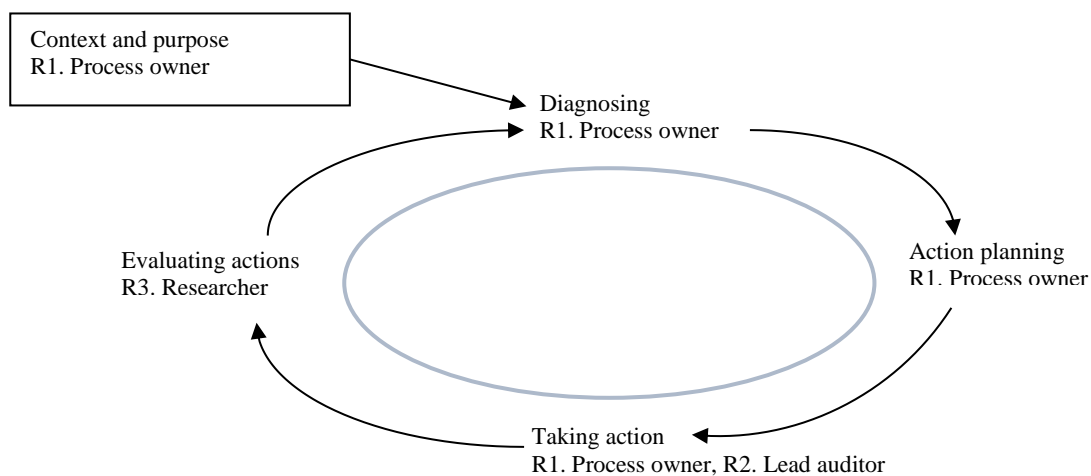 Context and purpose
R1. Process owner
Diagnosing
R1. Process owner
Action planning
R1. Process owner
Evaluating actions
R3. Researcher
Taking action
R1. Process owner, R2. Lead auditor